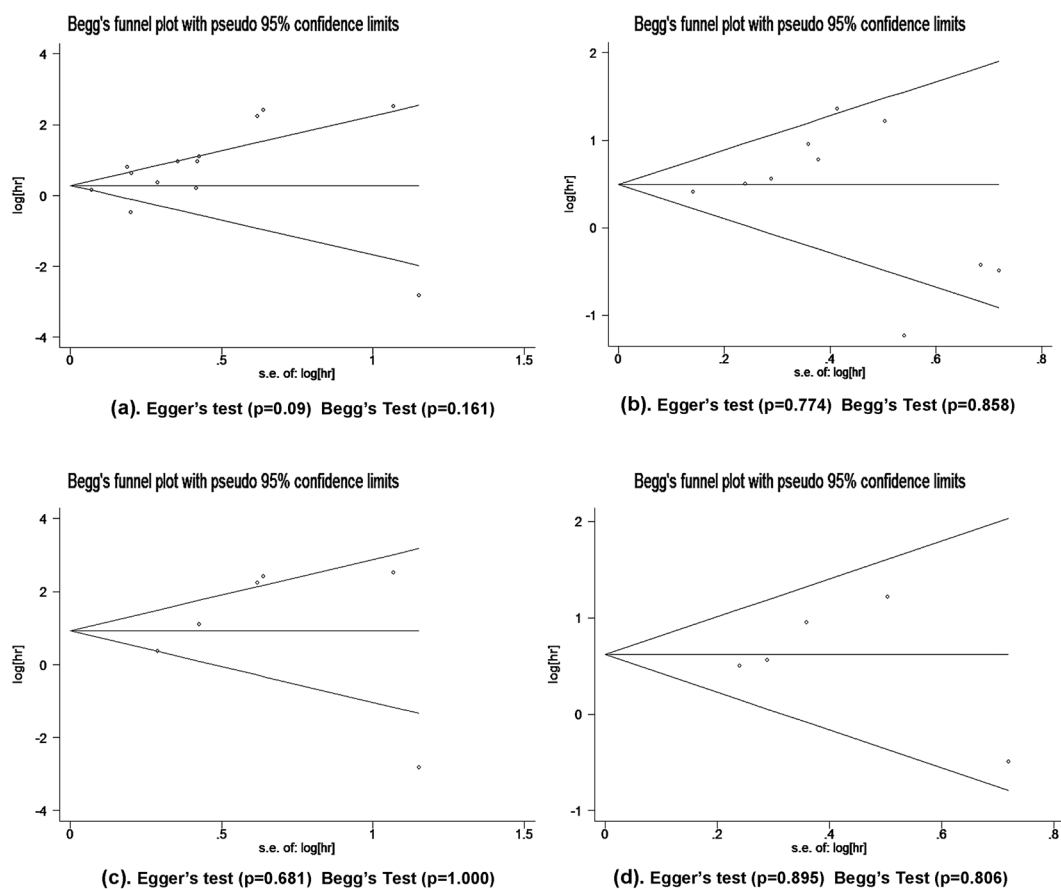 Begg's funnel plot with pseudo 95% confidence limits
4
2
0
-2
-4
log[hr]
0
.5
1
1.5
s.e. of: log[hr]
(a). Egger's test (p=0.09) Begg's Test (p=0.161)
Begg's funnel plot with pseudo 95% confidence limits
2
1
0
-1
log[hr]
0
.2
.4
.6
.8
s.e. of: log[hr]
(b). Egger's test (p=0.774) Begg's Test (p=0.858)
Begg's funnel plot with pseudo 95% confidence limits
4
2
0
-2
-4
log[hr]
0
.5
1
1.5
s.e. of: log[hr]
(c). Egger's test (p=0.681) Begg's Test (p=1.000)
Begg's funnel plot with pseudo 95% confidence limits
2
1
0
-1
log[hr]
0
.2
.4
.6
.8
s.e. of: log[hr]
(d). Egger's test (p=0.895) Begg's Test (p=0.806)